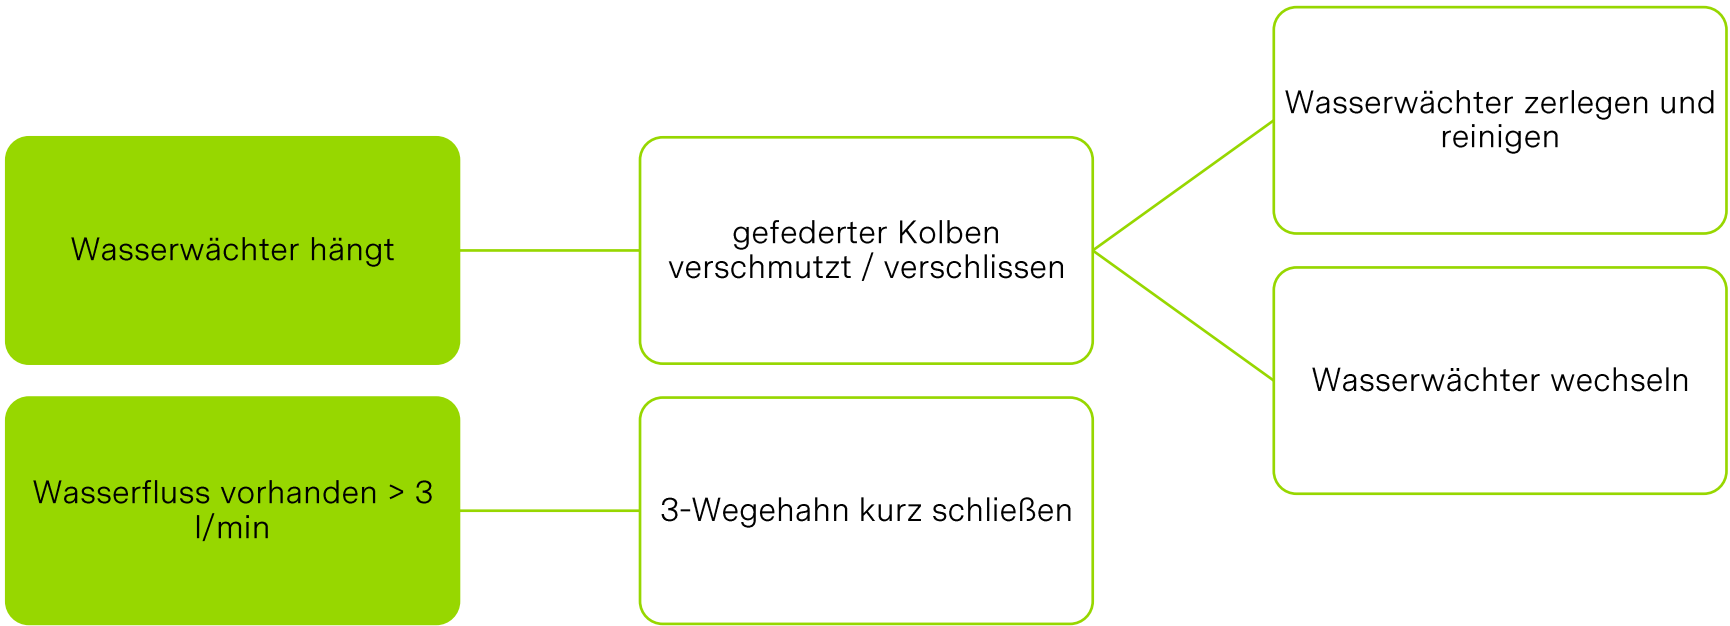 Wasserwächter hängt
gefederter Kolben
verschmutzt / verschlissen
Wasserwächter zerlegen und
reinigen
Wasserwächter wechseln
Wasserfluss vorhanden > 3
l/min
3-Wegehahn kurz schließen